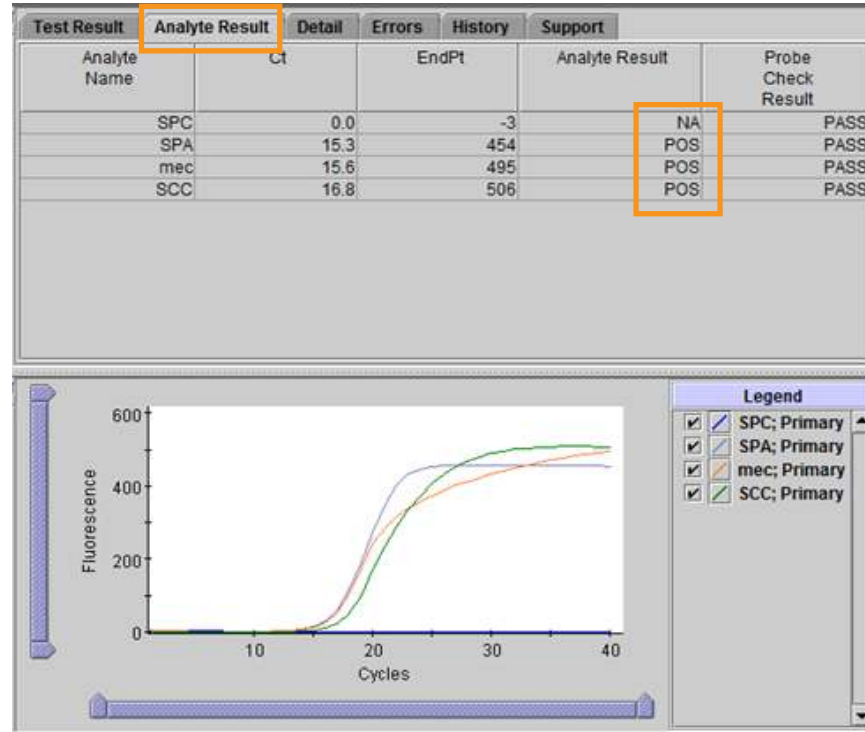 Test Result Analyte Result Detail Errors History Support
Analyte Name Ct EndPt Analyte Result Probe Check Result
SPC 0.0 -3 NA PASS
SPA 15.3 454 POS PASS
mec 15.6 495 POS PASS
SCC 16.8 506 POS PASS
600
400
200
0
Fluorescence
10 20 30 40
Cycles
Legend
SPC; Primary
SPA; Primary
mec; Primary
SCC; Primary